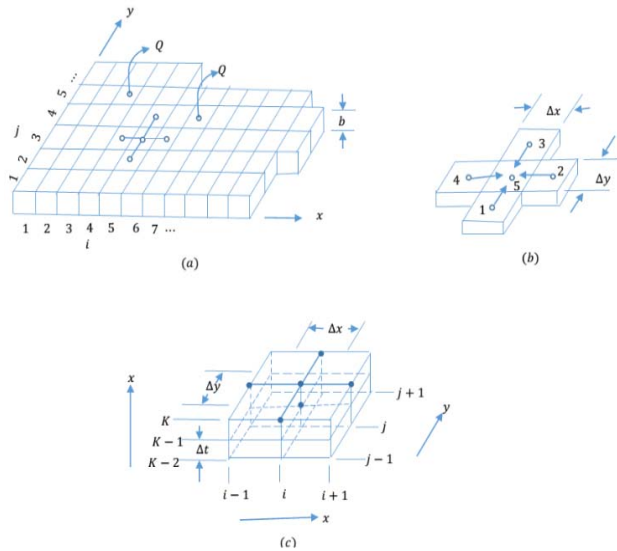 y
Q
Q
...
5
4
j
3
2
1
b
x
1 2 3 4 5 6 7 ...
i
(a)
Δx
3
4
2
5
Δy
1
(b)
Δx
x
Δy
j + 1
y
K
j
K − 1
Δt
K − 2
j − 1
i − 1 i i + 1
x
(c)